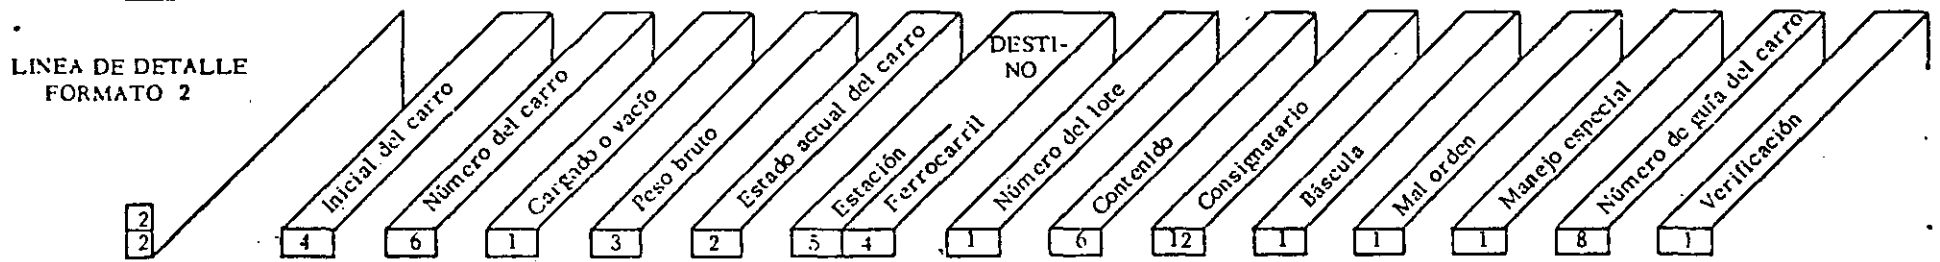 LINEA DE DETALLE
FORMATO 2
DESTI-
NO
Inicial del carro
Número del carro
Cargado o vacío
Peso bruto
Estado actual del carro
Estación
Ferrocarril
Número del lote
Contenido
Consignatario
Báscula
Mal orden
Manejo especial
Número de guía del carro
Verificación
2
2 4 6 1 3 2 5 4 1 6 12 1 1 1 8 1